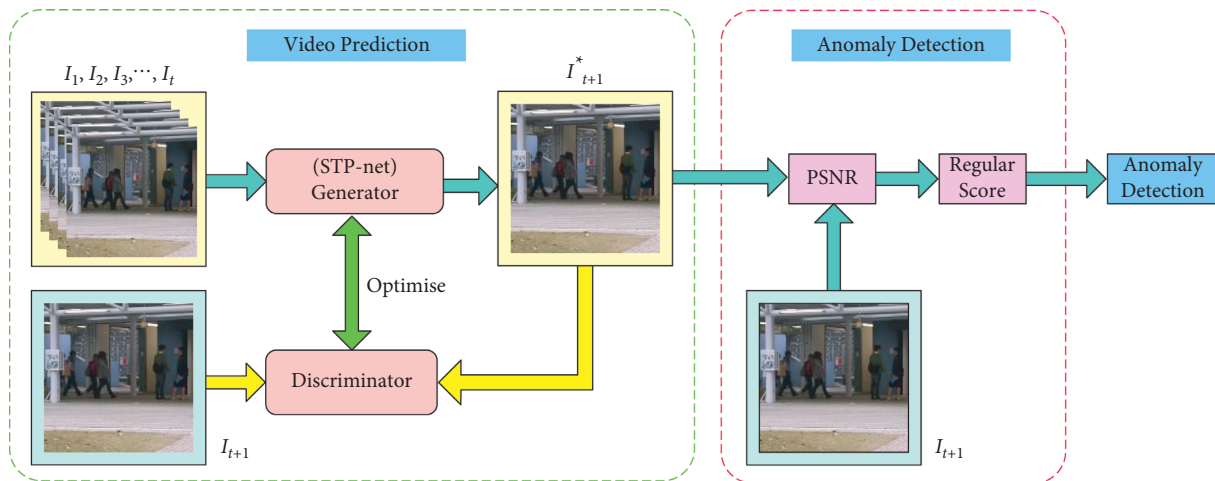 Video Prediction
Anomaly Detection
I₁, I₂, I₃,⋯, Iₜ
I*ₜ₊₁
(STP-net)
Generator
PSNR
Regular
Score
Anomaly
Detection
Optimise
Discriminator
Iₜ₊₁
Iₜ₊₁